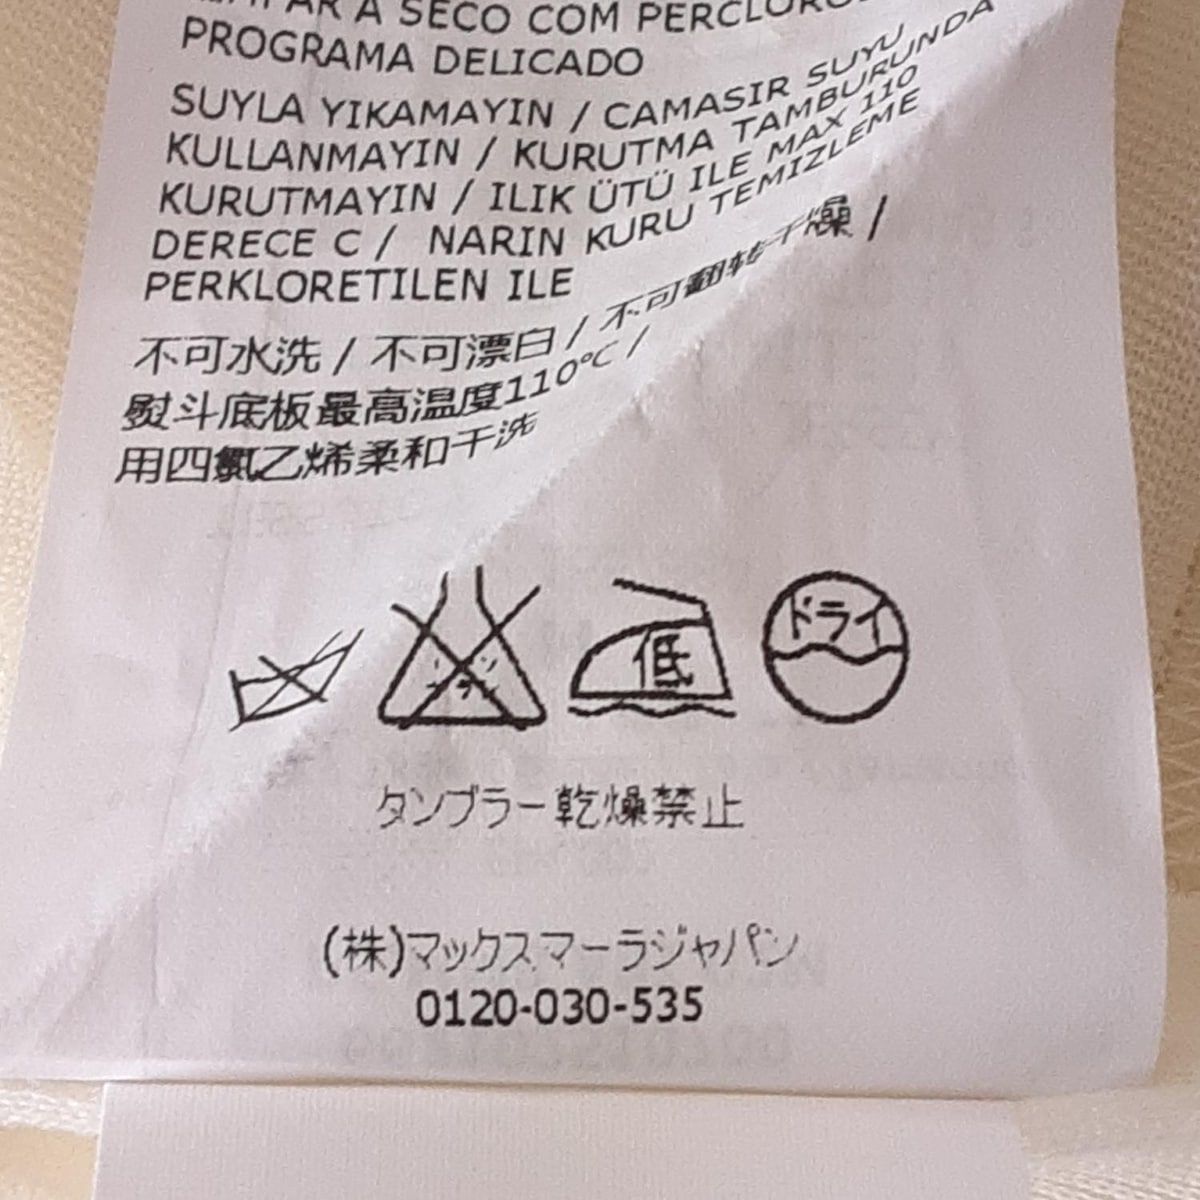 A SECO COM
PROGRAMA DELICADO
SUYLA YIKAMAYIN / CAMASIR SUYU
KULLANMAYIN / KURUTMA TAMBURUNDA
KURUTMAYIN / ILIK ÜTÜ ILE MAX 110
DERECE C / NARIN KURU TEMIZLEME
PERKLORETILEN ILE
不可水洗 / 不可漂白 / 不可翻转干燥 /
熨斗底板最高温度110°C /
用四氯乙烯柔和干洗
低
ドライ
タンブラー乾燥禁止
(株)マックスマーラジャパン
0120-030-535